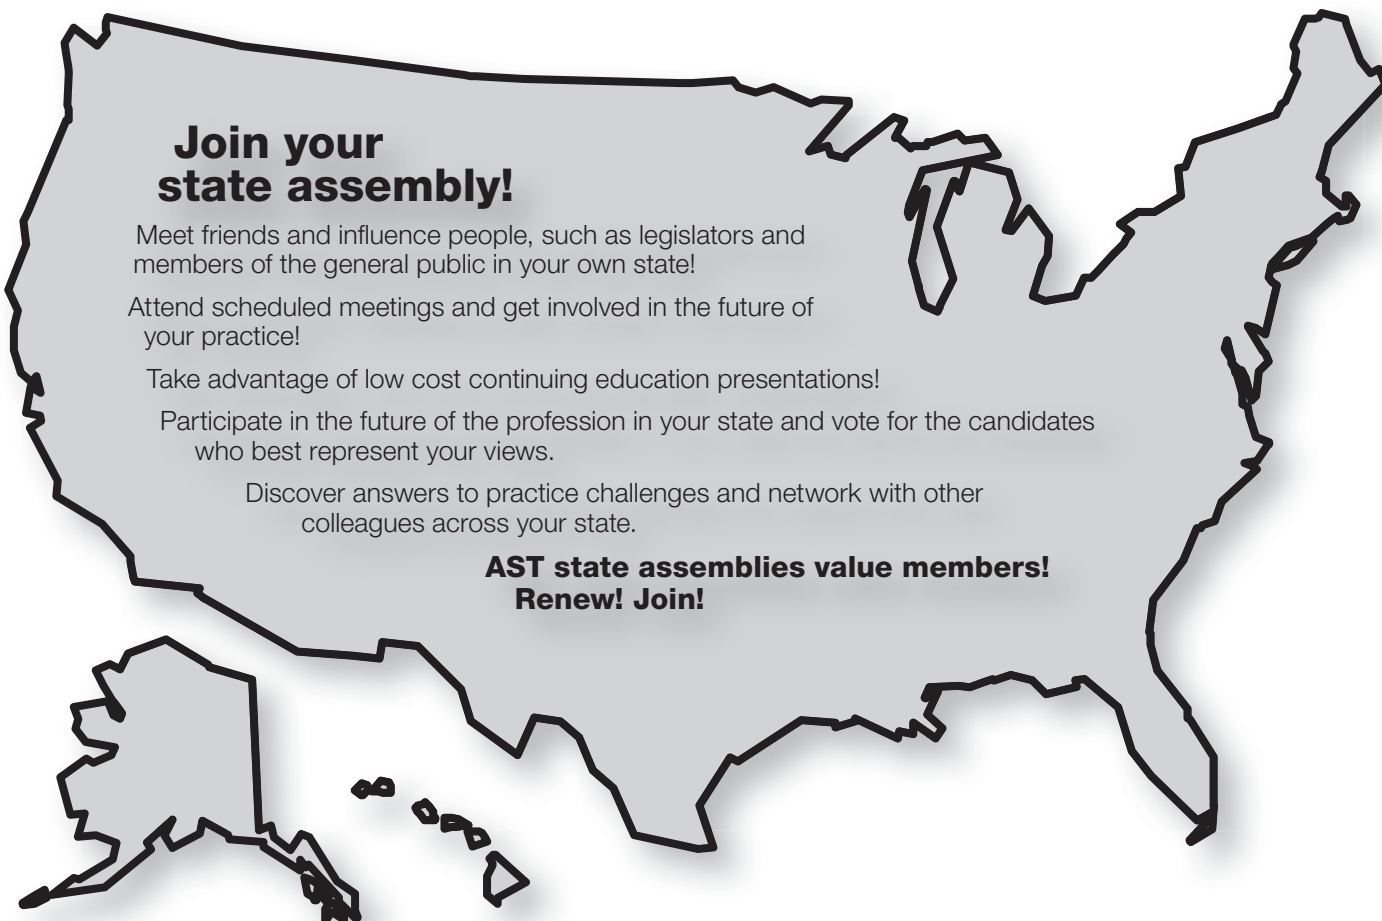 Join your
state assembly!
Meet friends and influence people, such as legislators and
members of the general public in your own state!
Attend scheduled meetings and get involved in the future of
your practice!
Take advantage of low cost continuing education presentations!
Participate in the future of the profession in your state and vote for the candidates
who best represent your views.
Discover answers to practice challenges and network with other
colleagues across your state.
AST state assemblies value members!
Renew! Join!